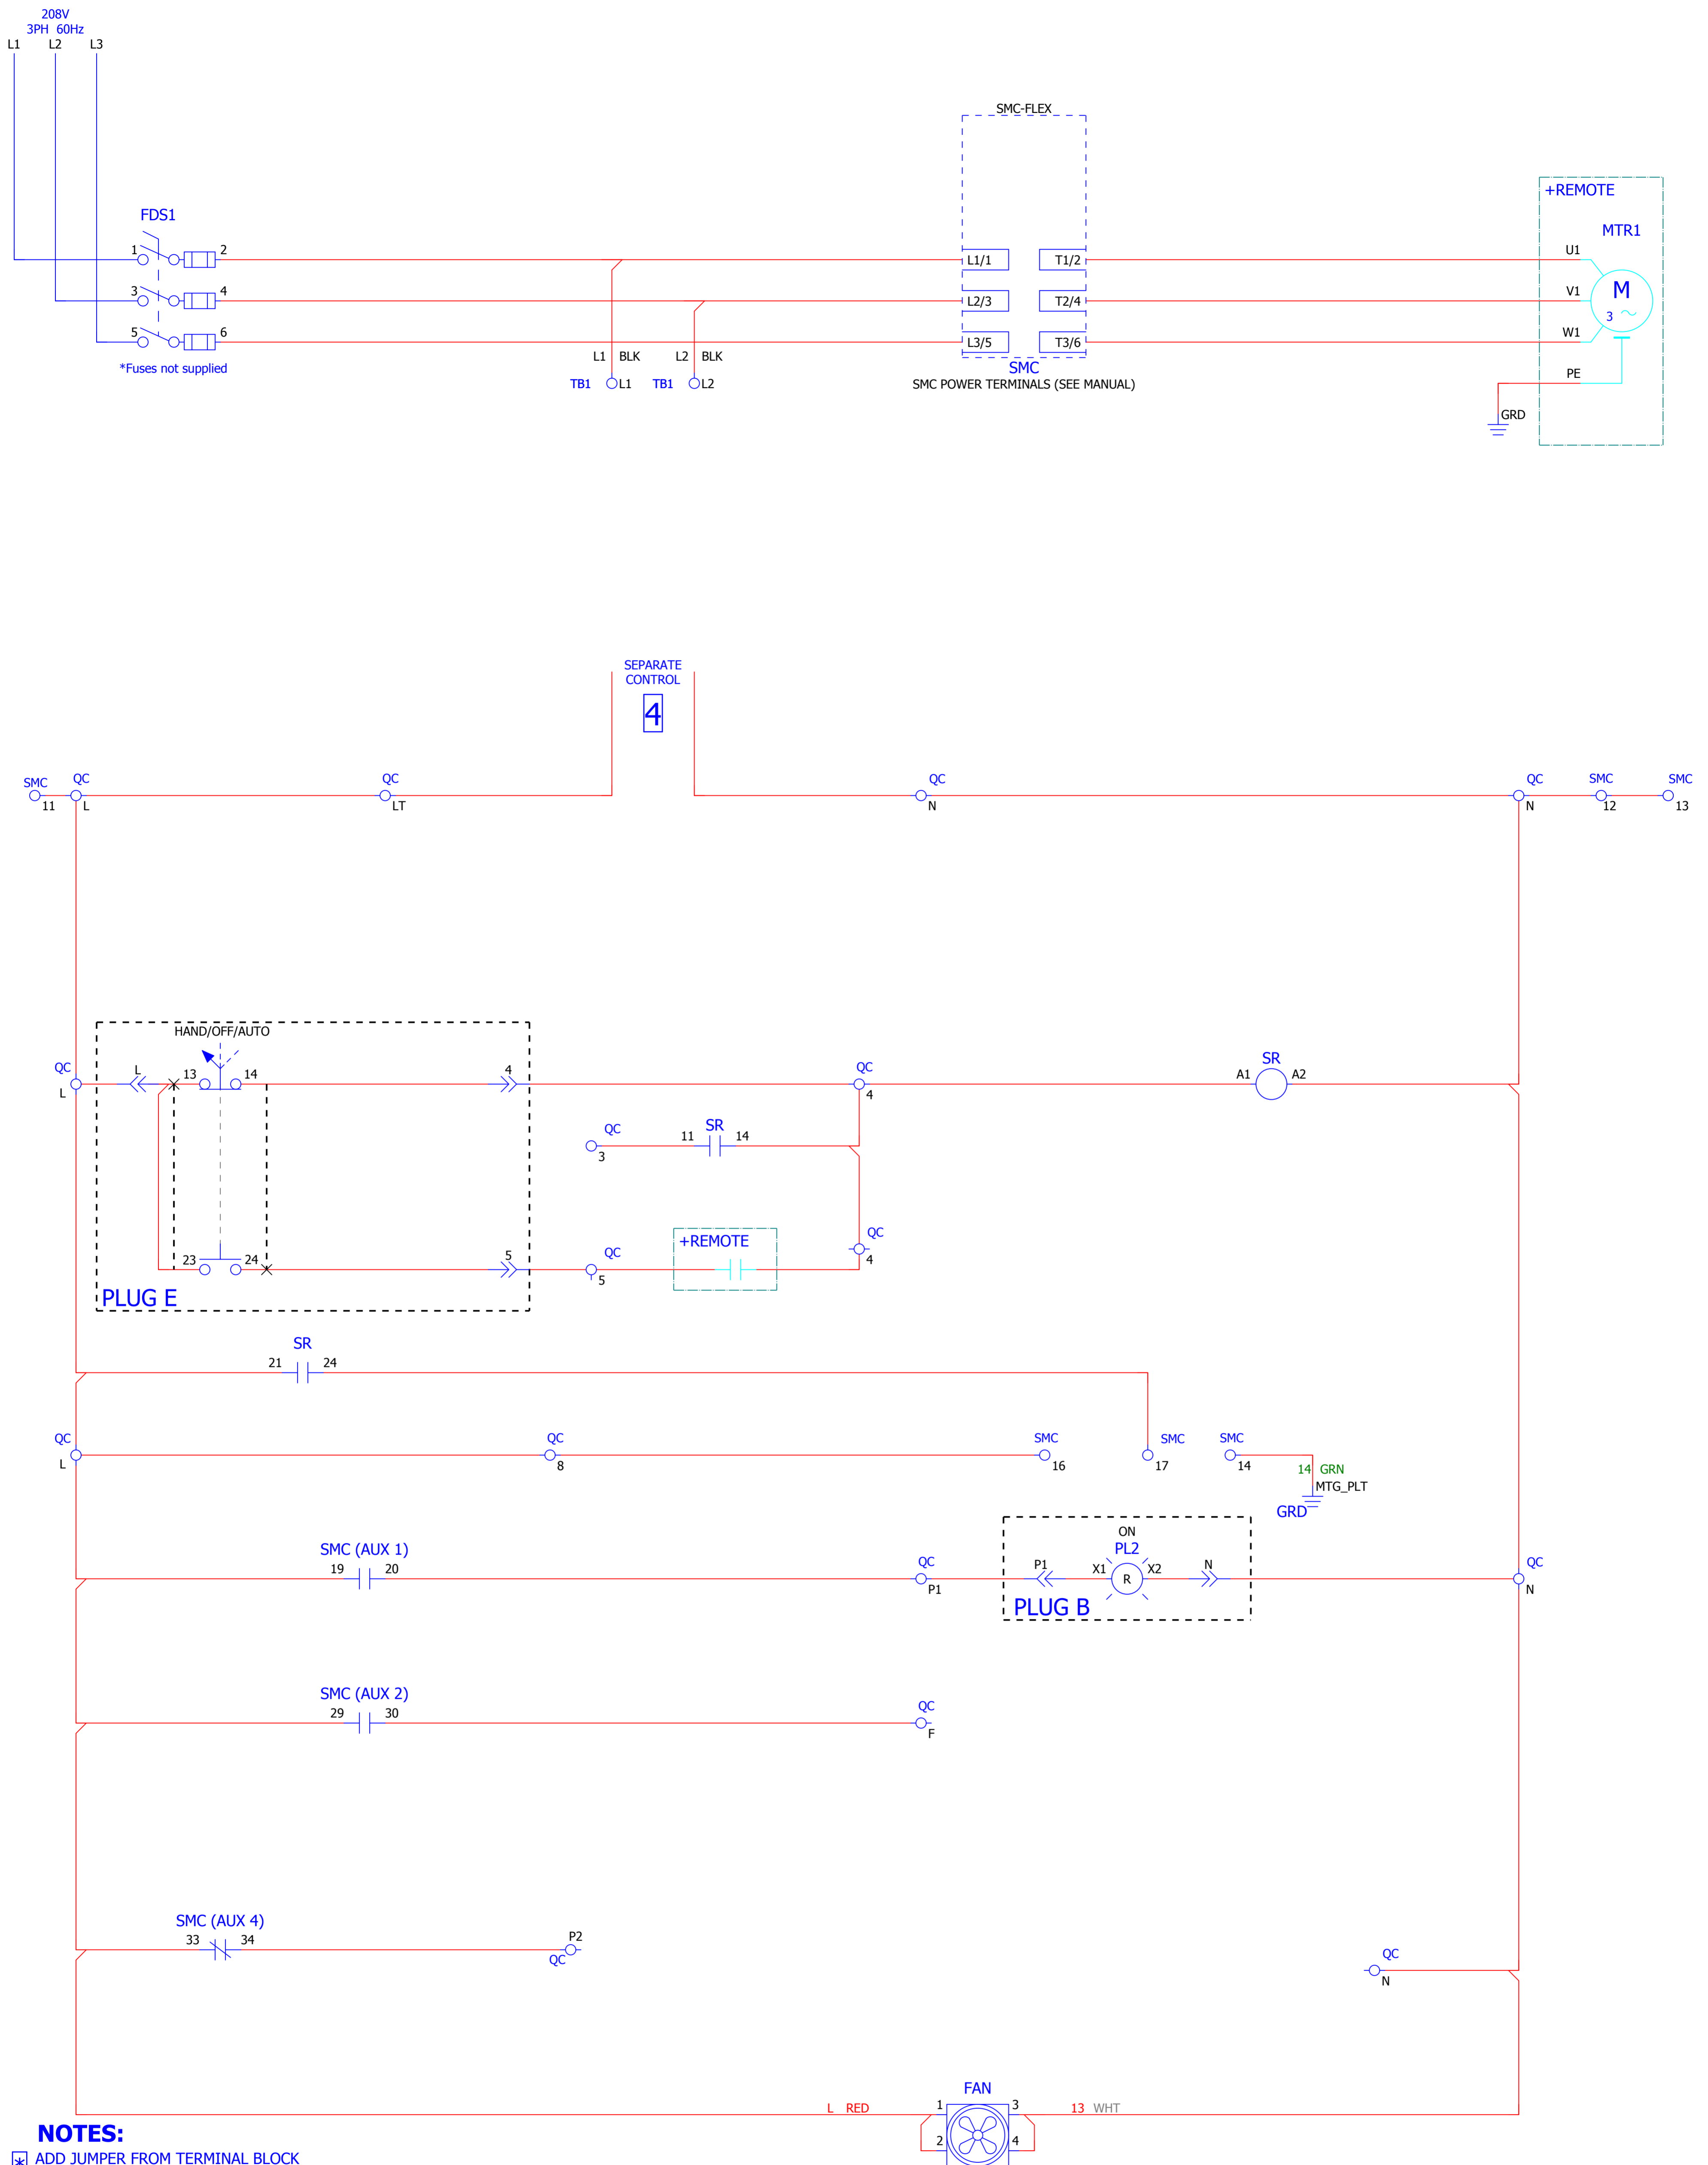 208V
3PH 60Hz
L1 L2 L3
SMC-FLEX
+REMOTE
MTR1
FDS1
1 2
L1/1 T1/2
U1
3 4
L2/3 T2/4
V1
M
3
5 6
L3/5 T3/6
W1
*Fuses not supplied
L1 BLK L2 BLK
TB1 L1 TB1 L2
SMC
SMC POWER TERMINALS (SEE MANUAL)
PE
GRD
SEPARATE
CONTROL
4
SMC QC QC QC QC SMC SMC
11 L LT N N 12 13
HAND/OFF/AUTO
QC L 13 14 4 QC SR
L 4 A1 A2
QC SR
3 11 14
+REMOTE
QC
4
23 24 5 QC
5
PLUG E
SR
21 24
QC QC SMC SMC SMC
L 8 16 17 14
14 GRN
MTG_PLT
GRD
ON
PL2
SMC (AUX 1)
19 20
QC
P1
P1 X1 R X2 N
QC
N
PLUG B
SMC (AUX 2)
29 30
QC
F
SMC (AUX 4)
33 34
P2
QC
QC
N
FAN
L RED 1 3 13 WHT
2 4
NOTES:
* ADD JUMPER FROM TERMINAL BLOCK